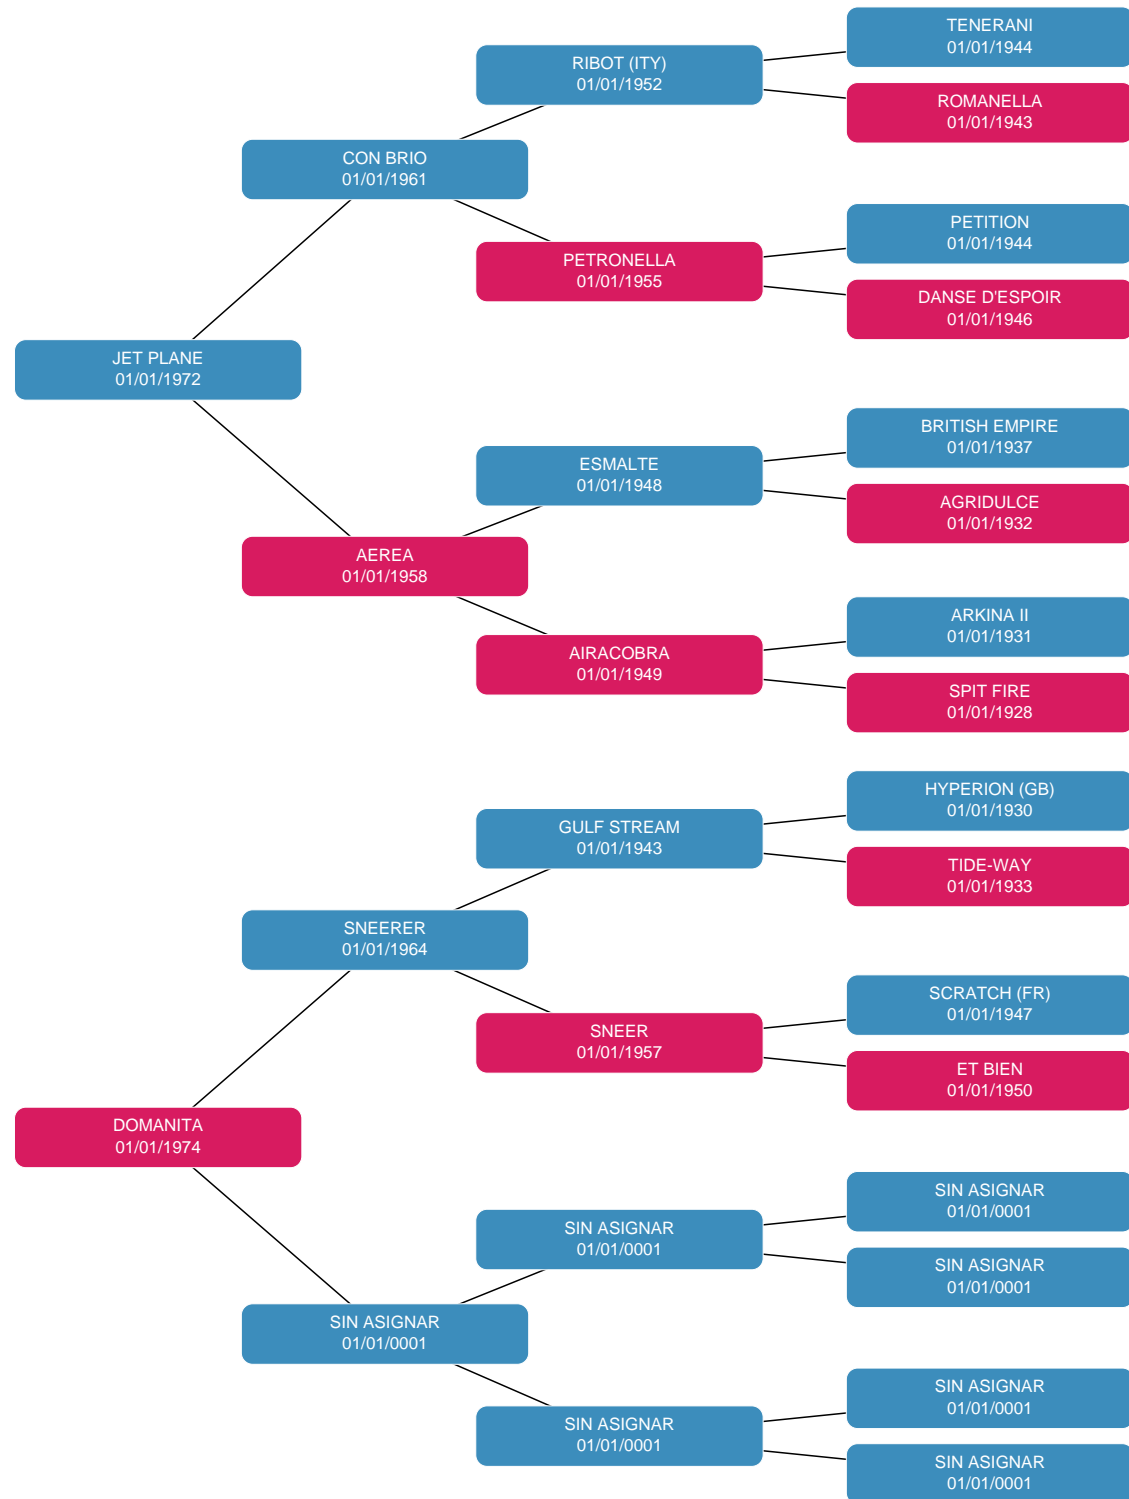 TENERANI
01/01/1944
RIBOT (ITY)
01/01/1952
ROMANELLA
01/01/1943
CON BRIO
01/01/1961
PETITION
01/01/1944
PETRONELLA
01/01/1955
DANSE D'ESPOIR
01/01/1946
JET PLANE
01/01/1972
BRITISH EMPIRE
01/01/1937
ESMALTE
01/01/1948
AGRIDULCE
01/01/1932
AEREA
01/01/1958
ARKINA II
01/01/1931
AIRACOBRA
01/01/1949
SPIT FIRE
01/01/1928
HYPERION (GB)
01/01/1930
GULF STREAM
01/01/1943
TIDE-WAY
01/01/1933
SNEERER
01/01/1964
SCRATCH (FR)
01/01/1947
SNEER
01/01/1957
ET BIEN
01/01/1950
DOMANITA
01/01/1974
SIN ASIGNAR
01/01/0001
SIN ASIGNAR
01/01/0001
SIN ASIGNAR
01/01/0001
SIN ASIGNAR
01/01/0001
SIN ASIGNAR
01/01/0001
SIN ASIGNAR
01/01/0001
SIN ASIGNAR
01/01/0001